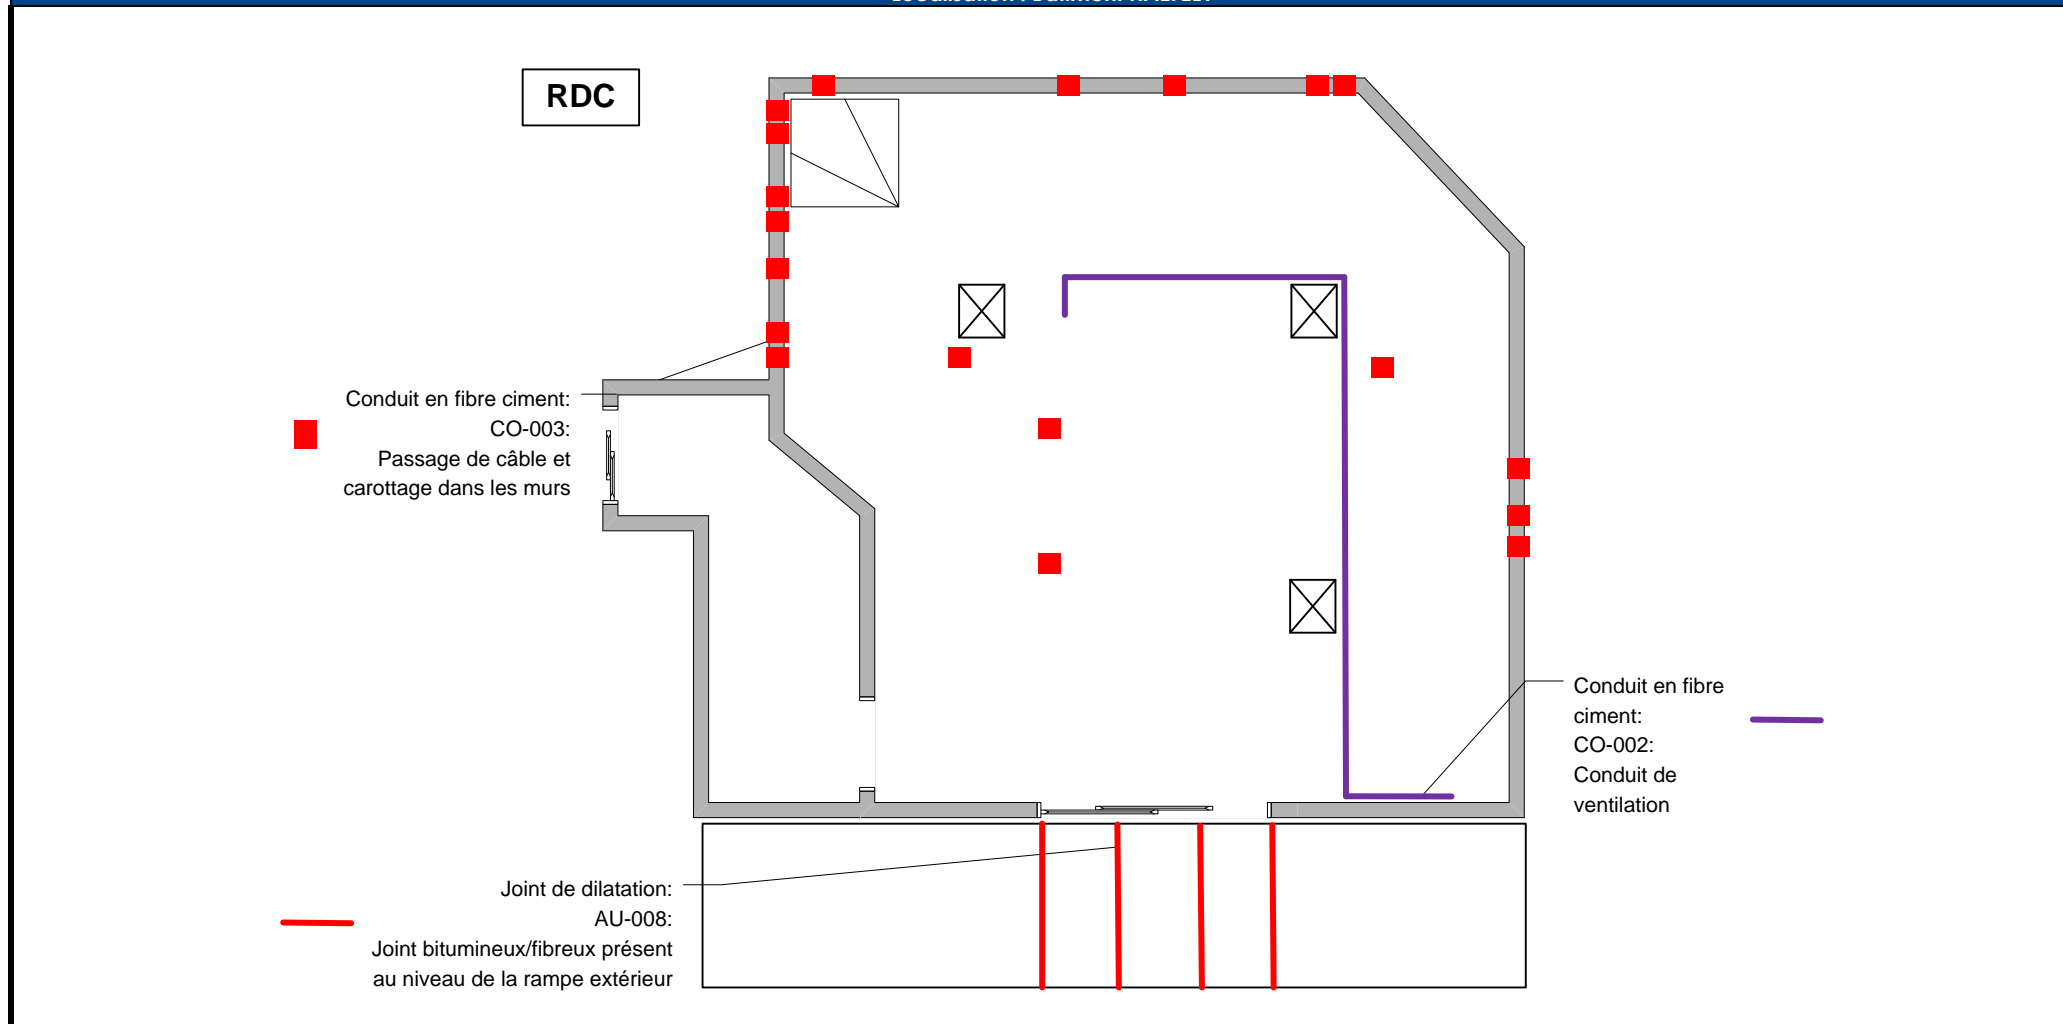 RDC
Conduit en fibre ciment:
CO-003:
Passage de câble et
carottage dans les murs
Conduit en fibre
ciment:
CO-002:
Conduit de
ventilation
Joint de dilatation:
AU-008:
Joint bitumineux/fibreux présent
au niveau de la rampe extérieur